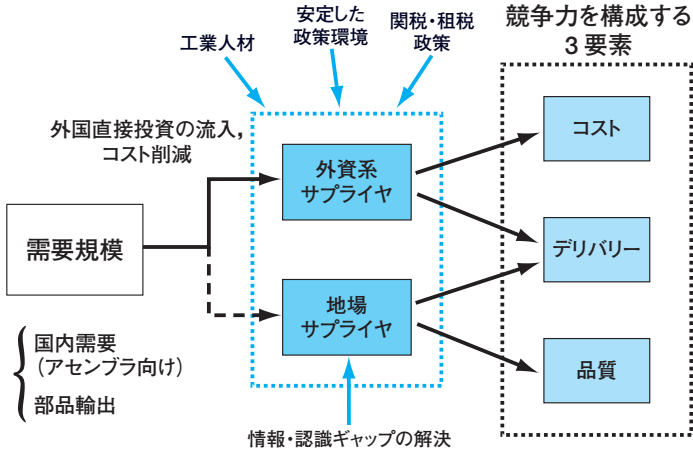 工業人材
安定した
政策環境
関税・租税
政策
競争力を構成する
3要素
外国直接投資の流入,
コスト削減
外資系
サプライヤ
コスト
需要規模
デリバリー
地場
サプライヤ
国内需要
(アセンブラ向け)
部品輸出
品質
情報・認識ギャップの解決